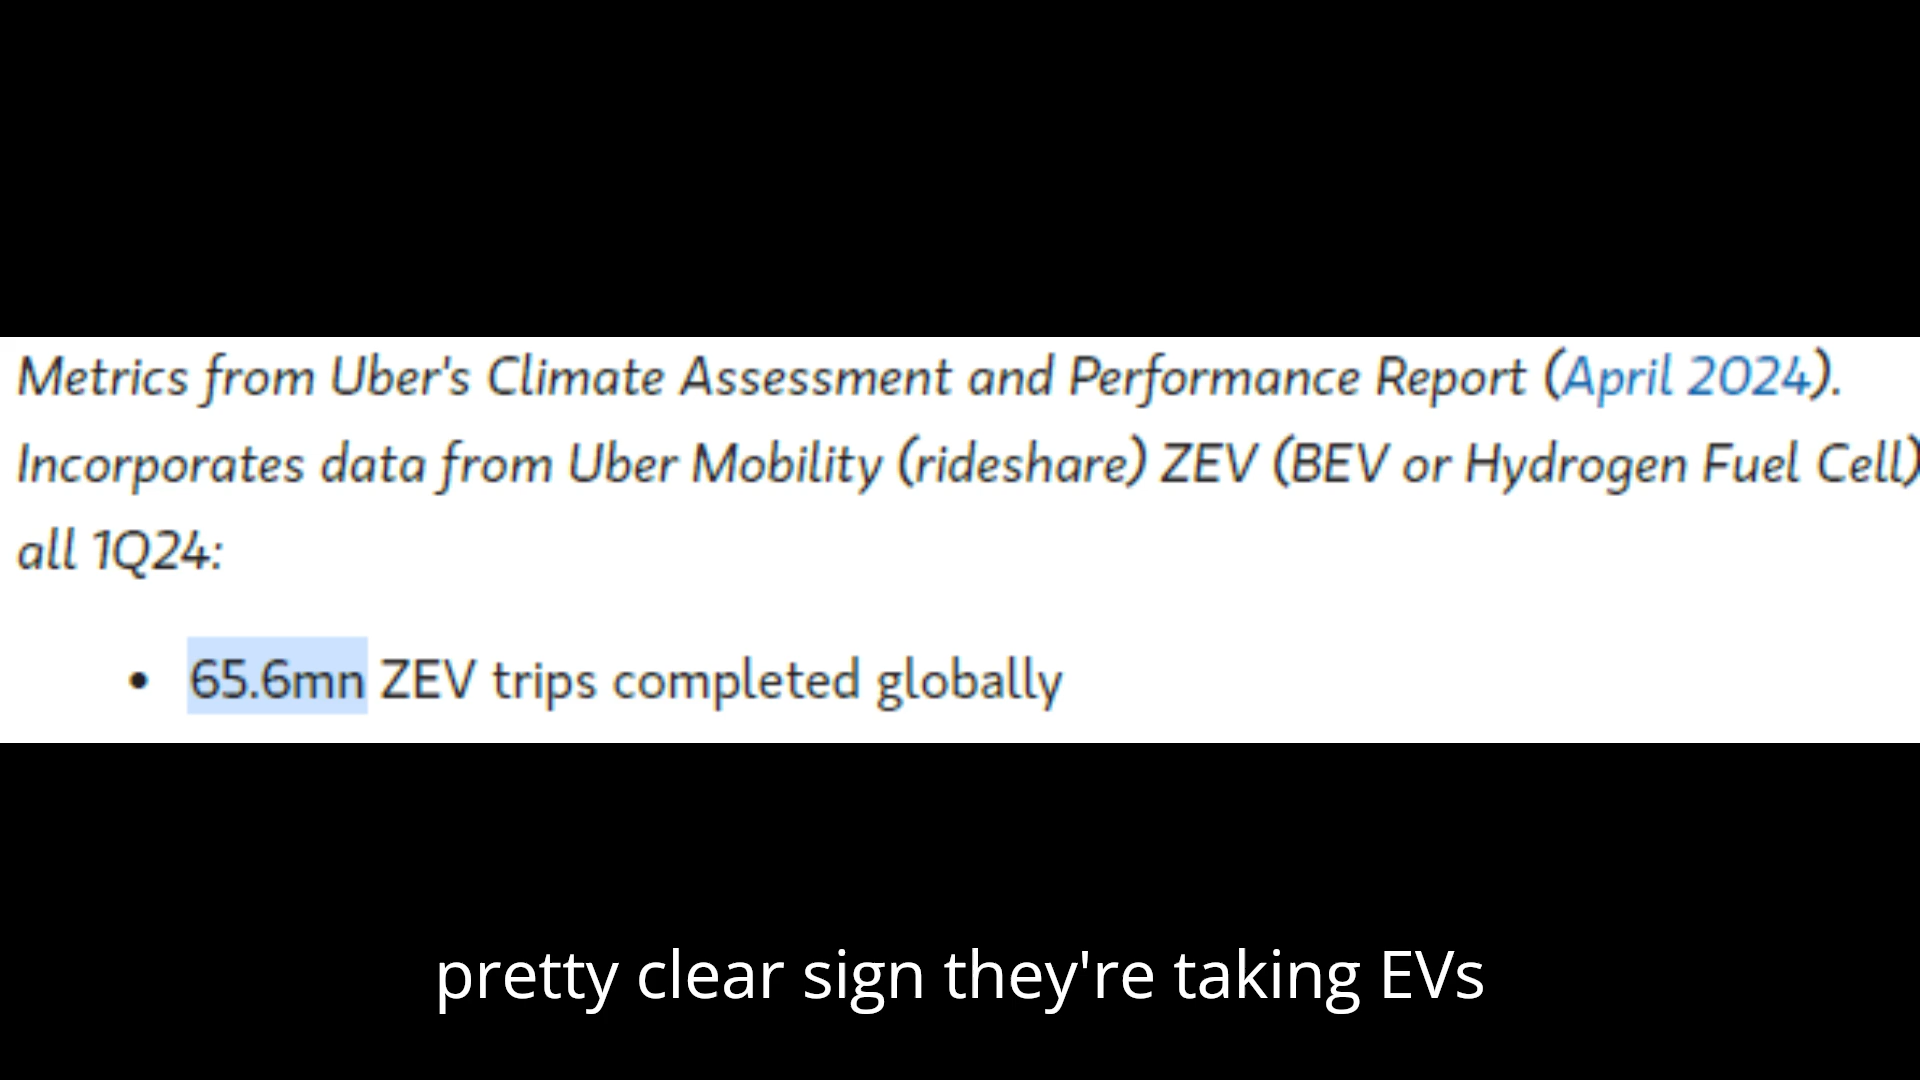 Metrics from Uber's Climate Assessment and Performance Report (April 2024).
Incorporates data from Uber Mobility (rideshare) ZEV (BEV or Hydrogen Fuel Cell)
all 1Q24:
• 65.6mn ZEV trips completed globally
pretty clear sign they're taking EVs